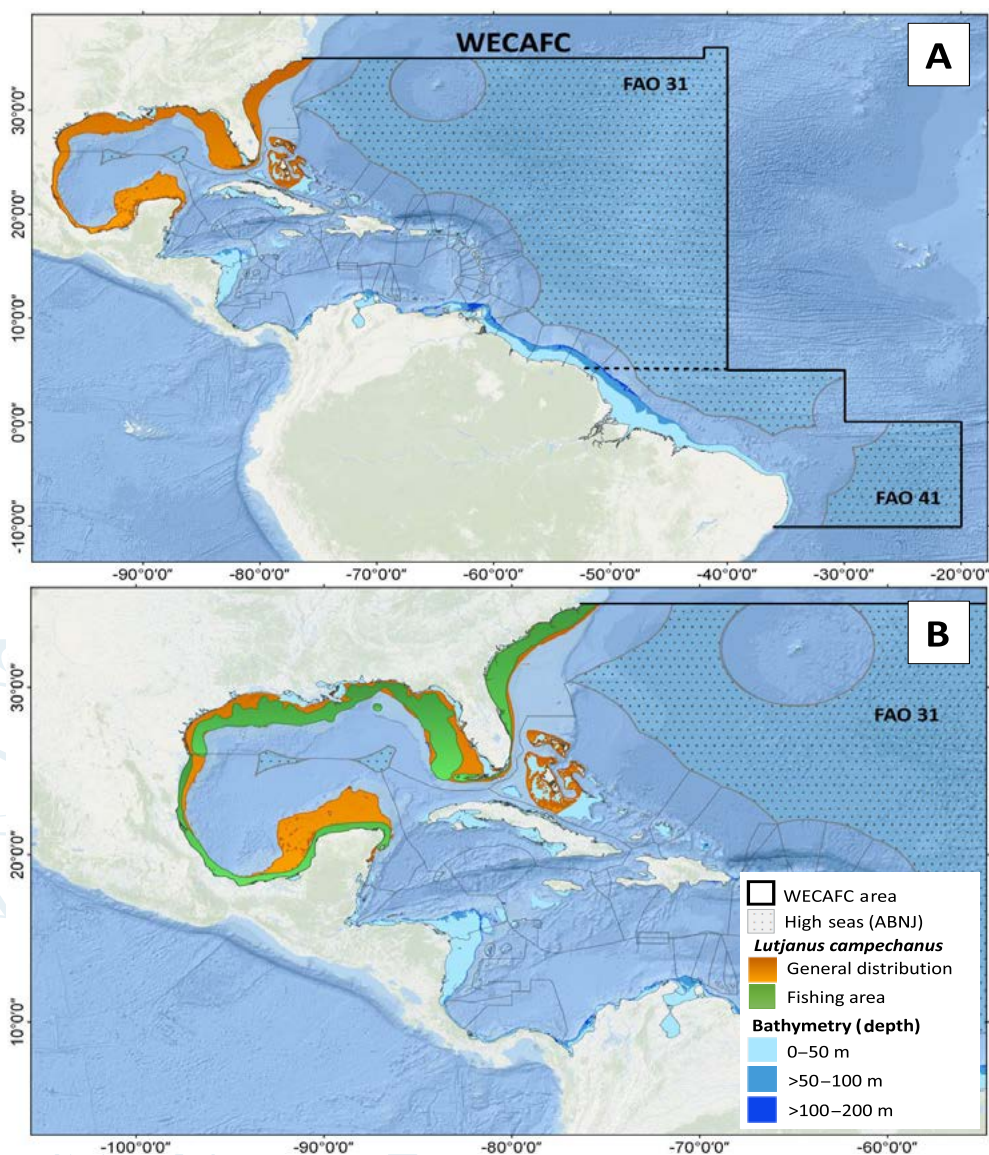 WECAFC
A
FAO 31
30°0'0"
20°0'0"
10°0'0"
0°0'0"
-10°0'0"
FAO 41
-90°0'0"
-80°0'0"
-70°0'0"
-60°0'0"
-50°0'0"
-40°0'0"
-30°0'0"
-20°0'0"
B
30°0'0"
FAO 31
20°0'0"
10°0'0"
WECAFC area
High seas (ABNJ)
Lutjanus campechanus
General distribution
Fishing area
Bathymetry (depth)
0–50 m
>50–100 m
>100–200 m
-100°0'0"
-90°0'0"
-80°0'0"
-70°0'0"
-60°0'0"